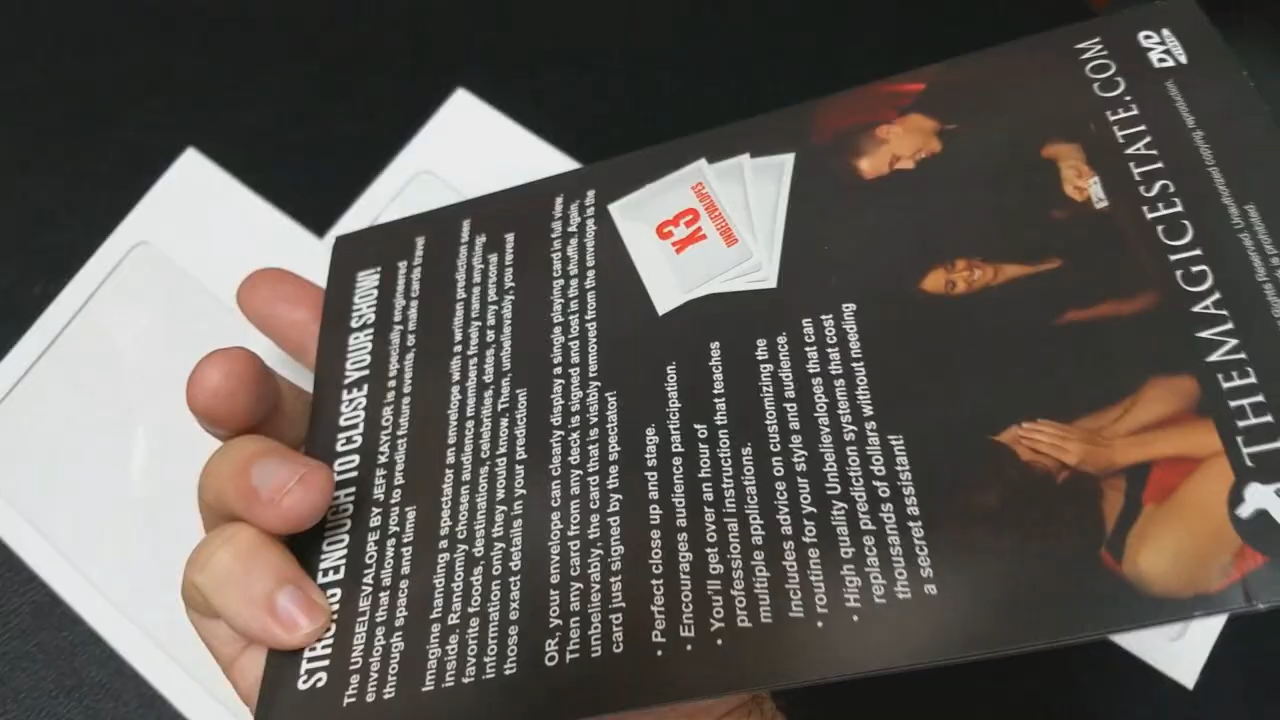 STRONG ENOUGH TO CLOSE YOUR SHOW!
The UNBELIEVALOPE BY JEFF KAYLOR is a specially engineered
envelope that allows you to predict future events, or make cards travel
through space and time!
Imagine handing a spectator an envelope with a written prediction seen
inside. Randomly chosen audience members freely name anything;
favorite foods, destinations, celebrities, dates, or any personal
information only they would know. Then, unbelievably, you reveal
those exact details in your prediction!
OR, your envelope can clearly display a single playing card in full view.
Then any card from any deck is signed and lost in the shuffle. Again,
unbelievably, the card that is visibly removed from the envelope is the
card just signed by the spectator!
• Perfect close up and stage.
• Encourages audience participation.
• You'll get over an hour of
professional instruction that teaches
multiple applications.
Includes advice on customizing the
• routine for your style and audience.
• High quality Unbelievalopes that can
replace prediction systems that cost
thousands of dollars without needing
a secret assistant!
X3
UNBELIEVALOPES
THEMAGICESTATE.COM
DVD
Rights Reserved. Unauthorized copying, reproduction,
is prohibited.